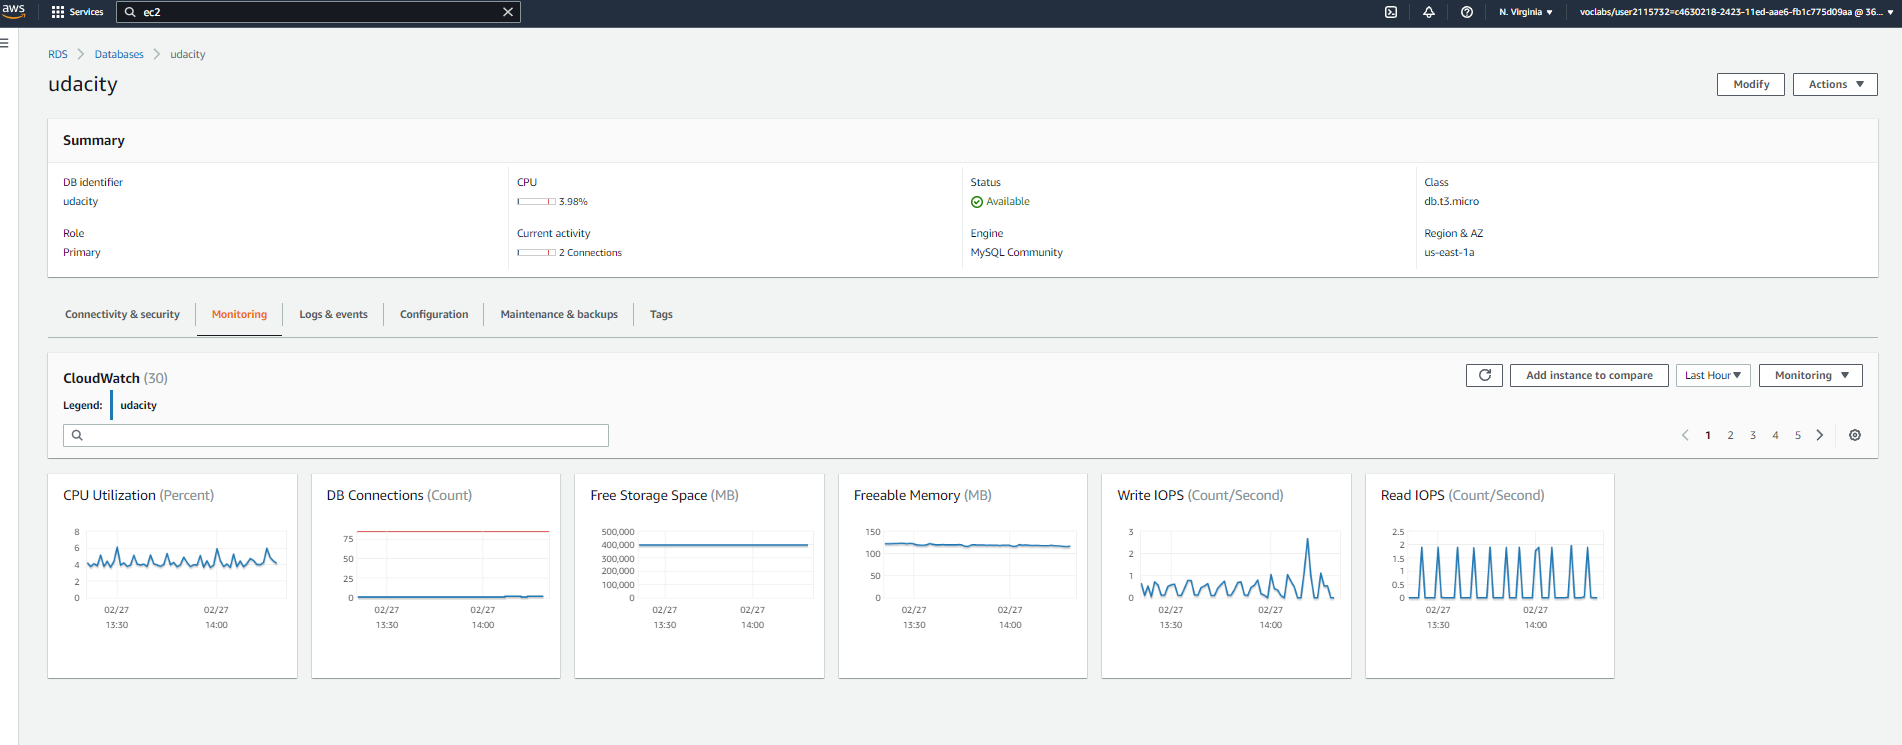 aws Services ec2 N. Virginia voclabs/user2115732=c4630218-2423-11ed-aae6-fb1c775d09aa @ 36...
RDS Databases udacity
udacity
Modify Actions
Summary
DB identifier CPU Status Class
udacity 3.98% Available db.t3.micro
Role Current activity Engine Region & AZ
Primary 2 Connections MySQL Community us-east-1a
Connectivity & security Monitoring Logs & events Configuration Maintenance & backups Tags
CloudWatch (30) Add instance to compare Last Hour Monitoring
Legend: udacity
1 2 3 4 5
CPU Utilization (Percent)
8
6
4
2
0
02/27 02/27
13:30 14:00
DB Connections (Count)
75
50
25
0
02/27 02/27
13:30 14:00
Free Storage Space (MB)
500,000
400,000
300,000
200,000
100,000
0
02/27 02/27
13:30 14:00
Freeable Memory (MB)
150
100
50
0
02/27 02/27
13:30 14:00
Write IOPS (Count/Second)
3
2
1
0
02/27 02/27
13:30 14:00
Read IOPS (Count/Second)
2.5
2
1.5
1
0.5
0
02/27 02/27
13:30 14:00